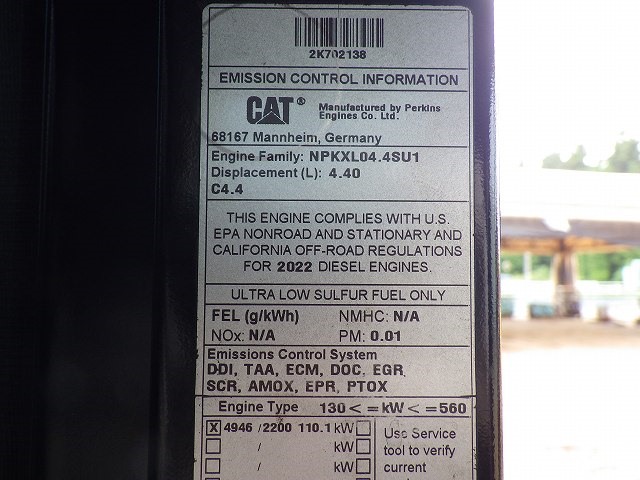 2K702138
EMISSION CONTROL INFORMATION
CAT® Manufactured by Perkins
Engines Co. Ltd.
68167 Mannheim, Germany
Engine Family: NPKXL04.4SU1
Displacement (L): 4.40
C4.4
THIS ENGINE COMPLIES WITH U.S.
EPA NONROAD AND STATIONARY AND
CALIFORNIA OFF-ROAD REGULATIONS
FOR 2022 DIESEL ENGINES.
ULTRA LOW SULFUR FUEL ONLY
FEL (g/kWh) NMHC: N/A
NOx: N/A PM: 0.01
Emissions Control System
DDI, TAA, ECM, DOC, EGR,
SCR, AMOX, EPR, PTOX
Engine Type 130 < = kW < = 560
X 4946 /2200 110.1 kW Use Service
/ kW tool to verify
/ kW current